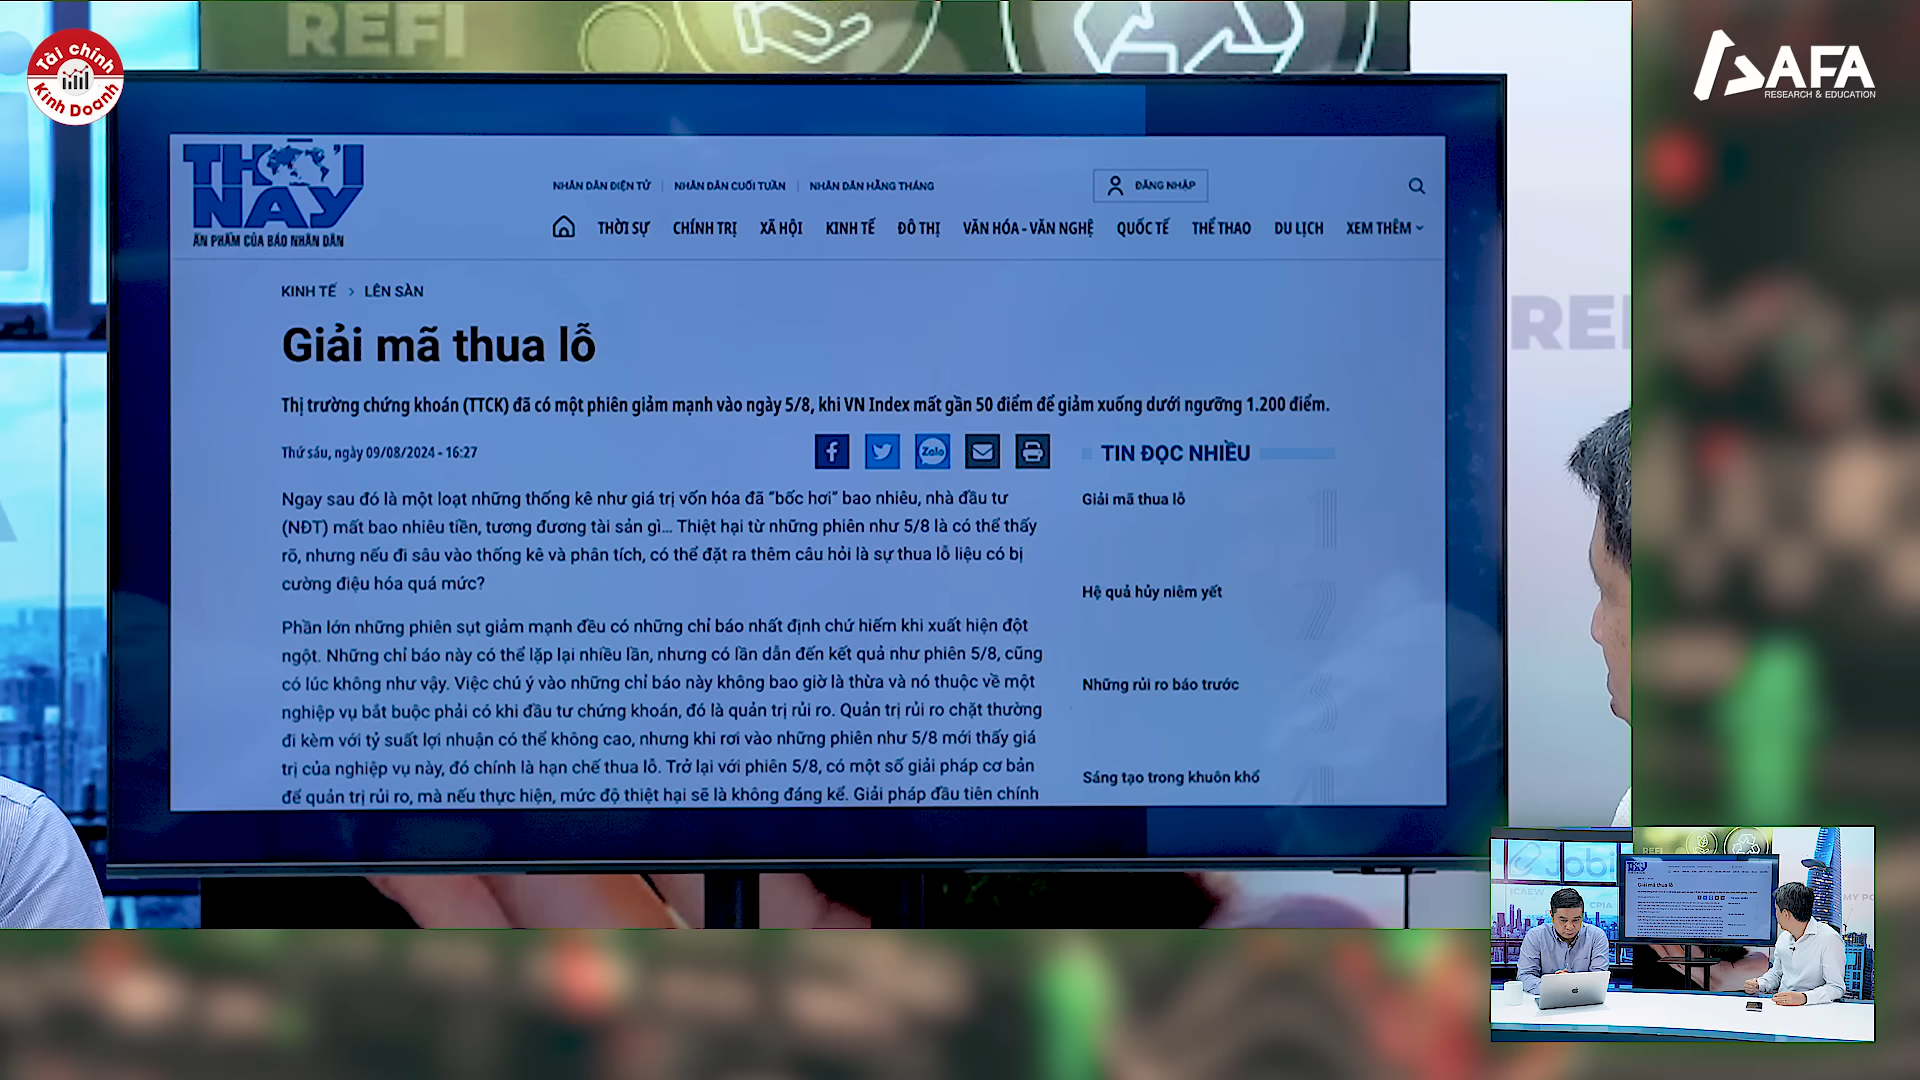 REFI
Tài chính
Kinh Doanh
AFA
RESEARCH & EDUCATION
THỜI NAY
ẤN PHẨM CỦA BÁO NHÂN DÂN
NHÂN DÂN ĐIỆN TỬ
NHÂN DÂN CUỐI TUẦN
NHÂN DÂN HẰNG THÁNG
ĐĂNG NHẬP
THỜI SỰ CHÍNH TRỊ XÃ HỘI KINH TẾ ĐÔ THỊ VĂN HÓA - VĂN NGHỆ QUỐC TẾ THỂ THAO DU LỊCH XEM THÊM
KINH TẾ > LÊN SÀN
Giải mã thua lỗ
Thị trường chứng khoán (TTCK) đã có một phiên giảm mạnh vào ngày 5/8, khi VN Index mất gần 50 điểm để giảm xuống dưới ngưỡng 1.200 điểm.
Thứ sáu, ngày 09/08/2024 - 16:27
Zalo
Ngay sau đó là một loạt những thống kê như giá trị vốn hóa đã "bốc hơi" bao nhiêu, nhà đầu tư
(NĐT) mất bao nhiêu tiền, tương đương tài sản gì... Thiệt hại từ những phiên như 5/8 là có thể thấy
rõ, nhưng nếu đi sâu vào thống kê và phân tích, có thể đặt ra thêm câu hỏi là sự thua lỗ liệu có bị
cường điệu hóa quá mức?
Phần lớn những phiên sụt giảm mạnh đều có những chỉ báo nhất định chứ hiếm khi xuất hiện đột
ngột. Những chỉ báo này có thể lặp lại nhiều lần, nhưng có lần dẫn đến kết quả như phiên 5/8, cũng
có lúc không như vậy. Việc chú ý vào những chỉ báo này không bao giờ là thừa và nó thuộc về một
nghiệp vụ bắt buộc phải có khi đầu tư chứng khoán, đó là quản trị rủi ro. Quản trị rủi ro chặt thường
đi kèm với tỷ suất lợi nhuận có thể không cao, nhưng khi rơi vào những phiên như 5/8 mới thấy giá
trị của nghiệp vụ này, đó chính là hạn chế thua lỗ. Trở lại với phiên 5/8, có một số giải pháp cơ bản
để quản trị rủi ro, mà nếu thực hiện, mức độ thiệt hại sẽ là không đáng kể. Giải pháp đầu tiên chính
TIN ĐỌC NHIỀU
Giải mã thua lỗ
1
Hệ quả hủy niêm yết
2
Những rủi ro báo trước
3
Sáng tạo trong khuôn khổ
REFI
Jobi
ICAEW
CPIA
REFI
Giải mã thua lỗ